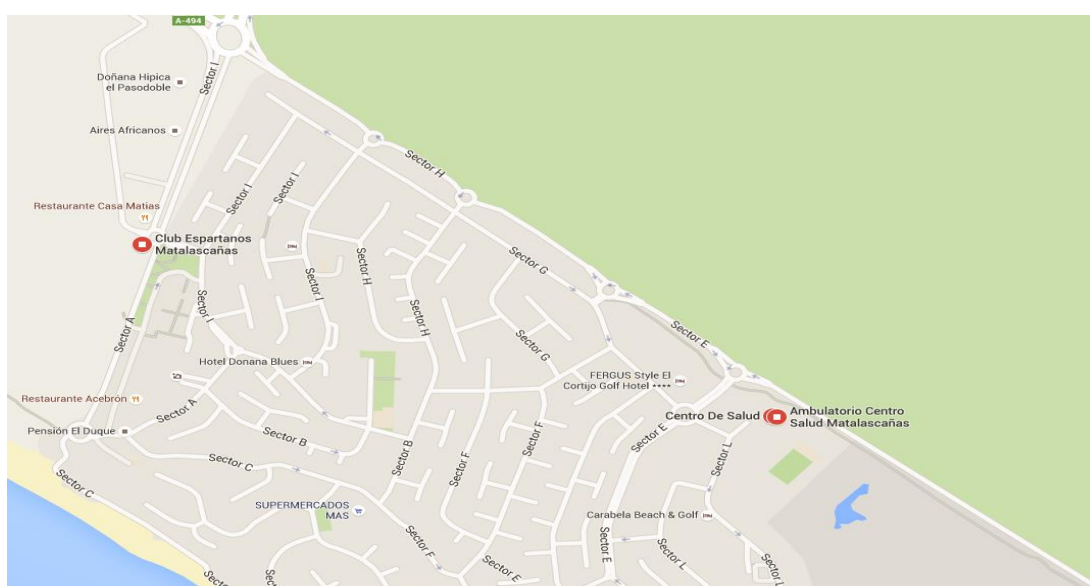 A-494
Sector I
Doñana Hipica
el Pasodoble
Aires Africanos
Sector H
Sector I
Sector I
Restaurante Casa Matias
Club Espartanos
Matalascañas
Sector G
Sector H
Sector I
Sector I
Sector H
Sector A
Sector E
Sector G
Hotel Donana Blues
FERGUS Style El
Cortijo Golf Hotel ****
Restaurante Acebrón
Sector A
Centro De Salud
Ambulatorio Centro
Salud Matalascañas
Pensión El Duque
Sector B
Sector B
Sector F
Sector F
Sector E
Sector L
Sector C
Sector C
SUPERMERCADOS
MAS
Carabela Beach & Golf
Sector F
Sector E
Sector E
Sector L